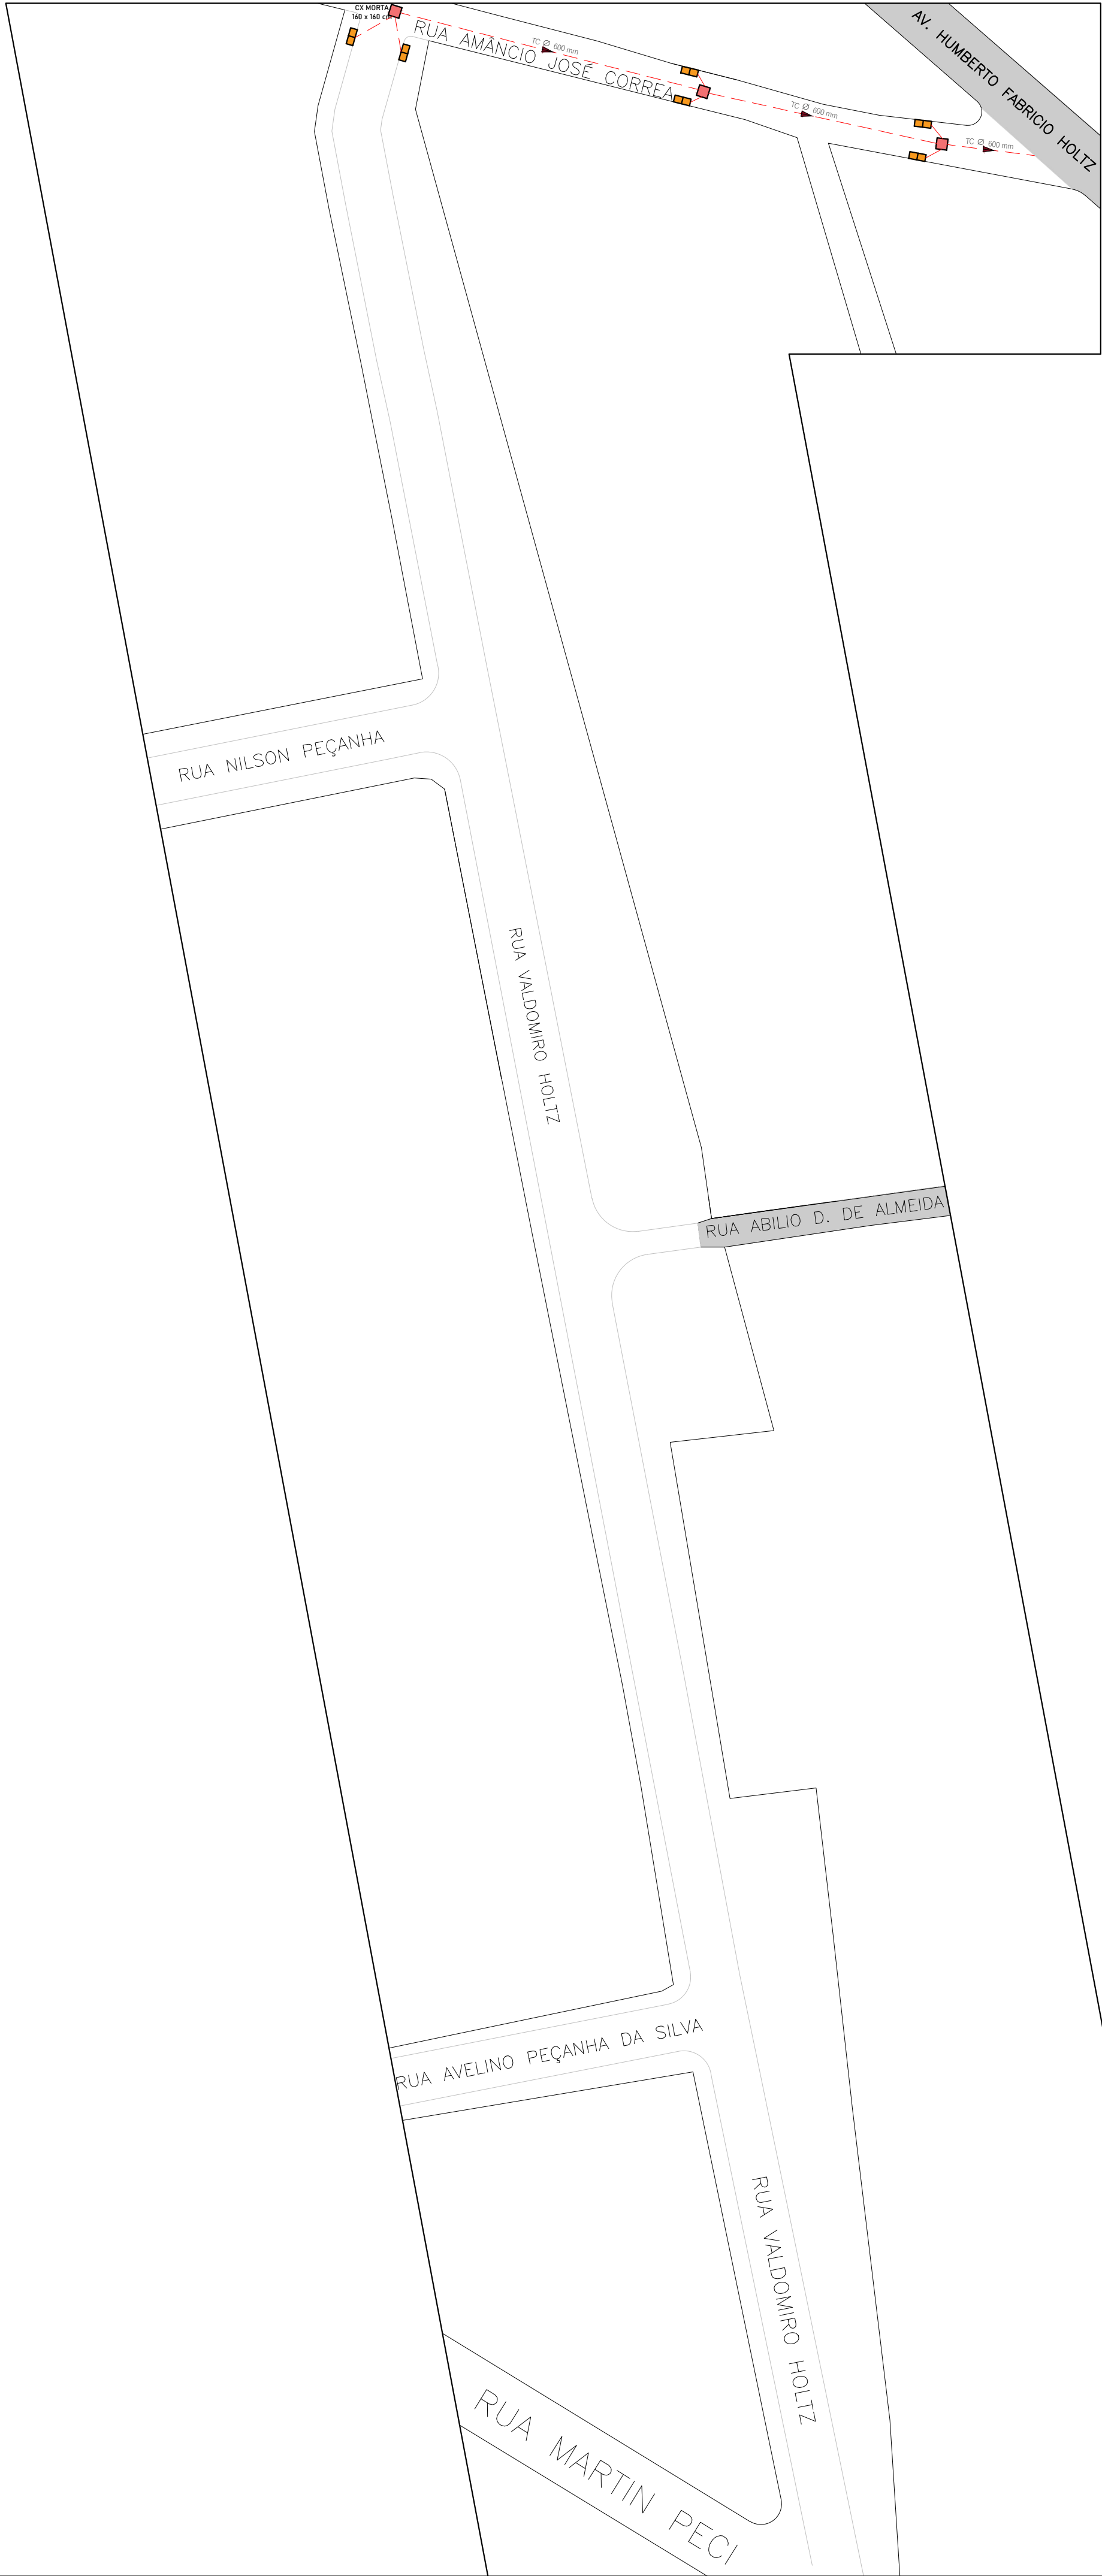 CX MORTA
160 x 160 cm
RUA AMÂNCIO JOSÉ CORREA
TC Ø 600 mm
TC Ø 600 mm
TC Ø 600 mm
AV. HUMBERTO FABRICIO HOLTZ
RUA NILSON PEÇANHA
RUA VALDOMIRO HOLTZ
RUA ABILIO D. DE ALMEIDA
RUA AVELINO PEÇANHA DA SILVA
RUA VALDOMIRO HOLTZ
RUA MARTIN PECI